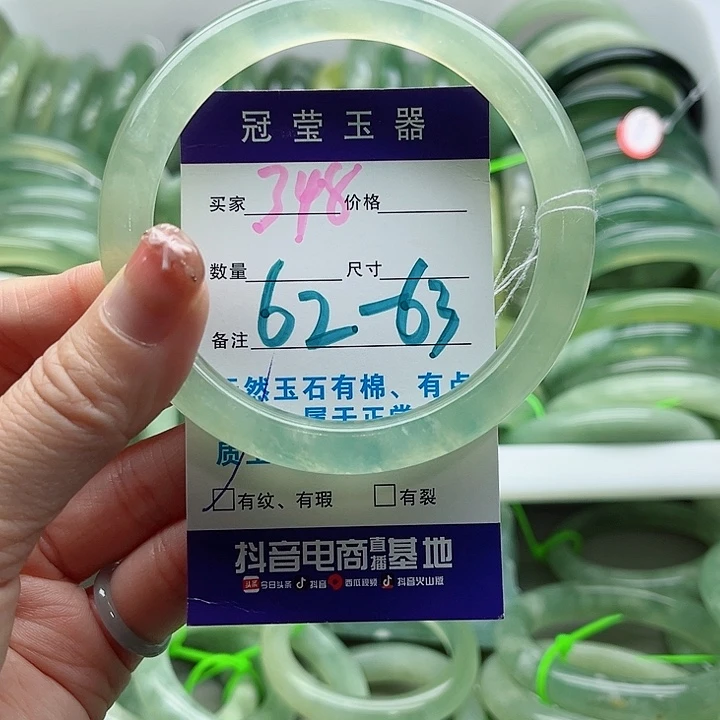 冠莹玉器
买家 348 价格
数量 尺寸
62-63
备注
天然玉石有棉、有点
属于正常
质
有纹、有瑕 有裂
抖音电商直播基地
头条 今日头条 抖音 西瓜视频 抖音火山版